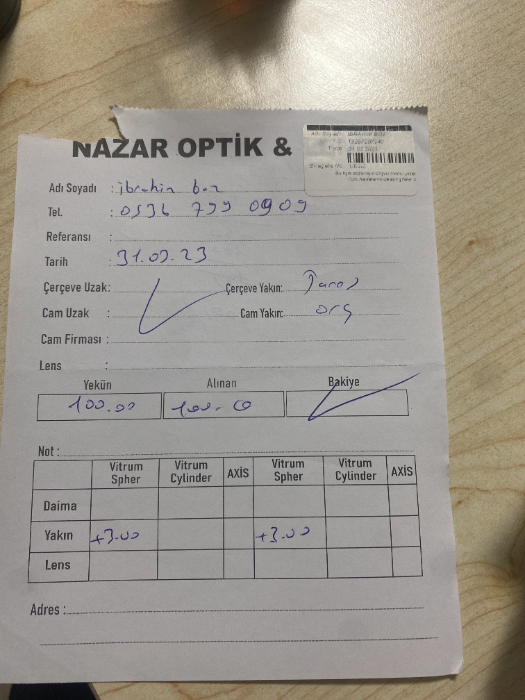 NAZAR OPTİK &
Adı Soyadı : ibrahim boz
Tel. : 0536 799 0909
Referansı :
Tarih : 31.07.23
Çerçeve Uzak: Çerçeve Yakın:
Cam Uzak : Cam Yakın: org
Cam Firması :
Lens :
Yekün Alınan Bakiye
100.00 100.00
Not :
Vitrum Spher Vitrum Cylinder AXİS Vitrum Spher Vitrum Cylinder AXİS
Daima
Yakın +3.00 +3.00
Lens
Adres :